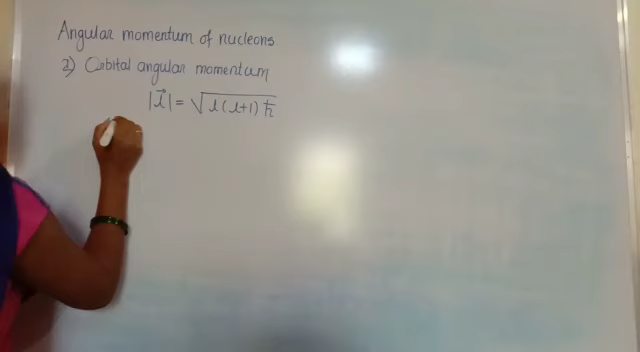 Angular momentum of nucleons
2) Orbital angular momentum
|l⃗| = √l(l+1) ħ